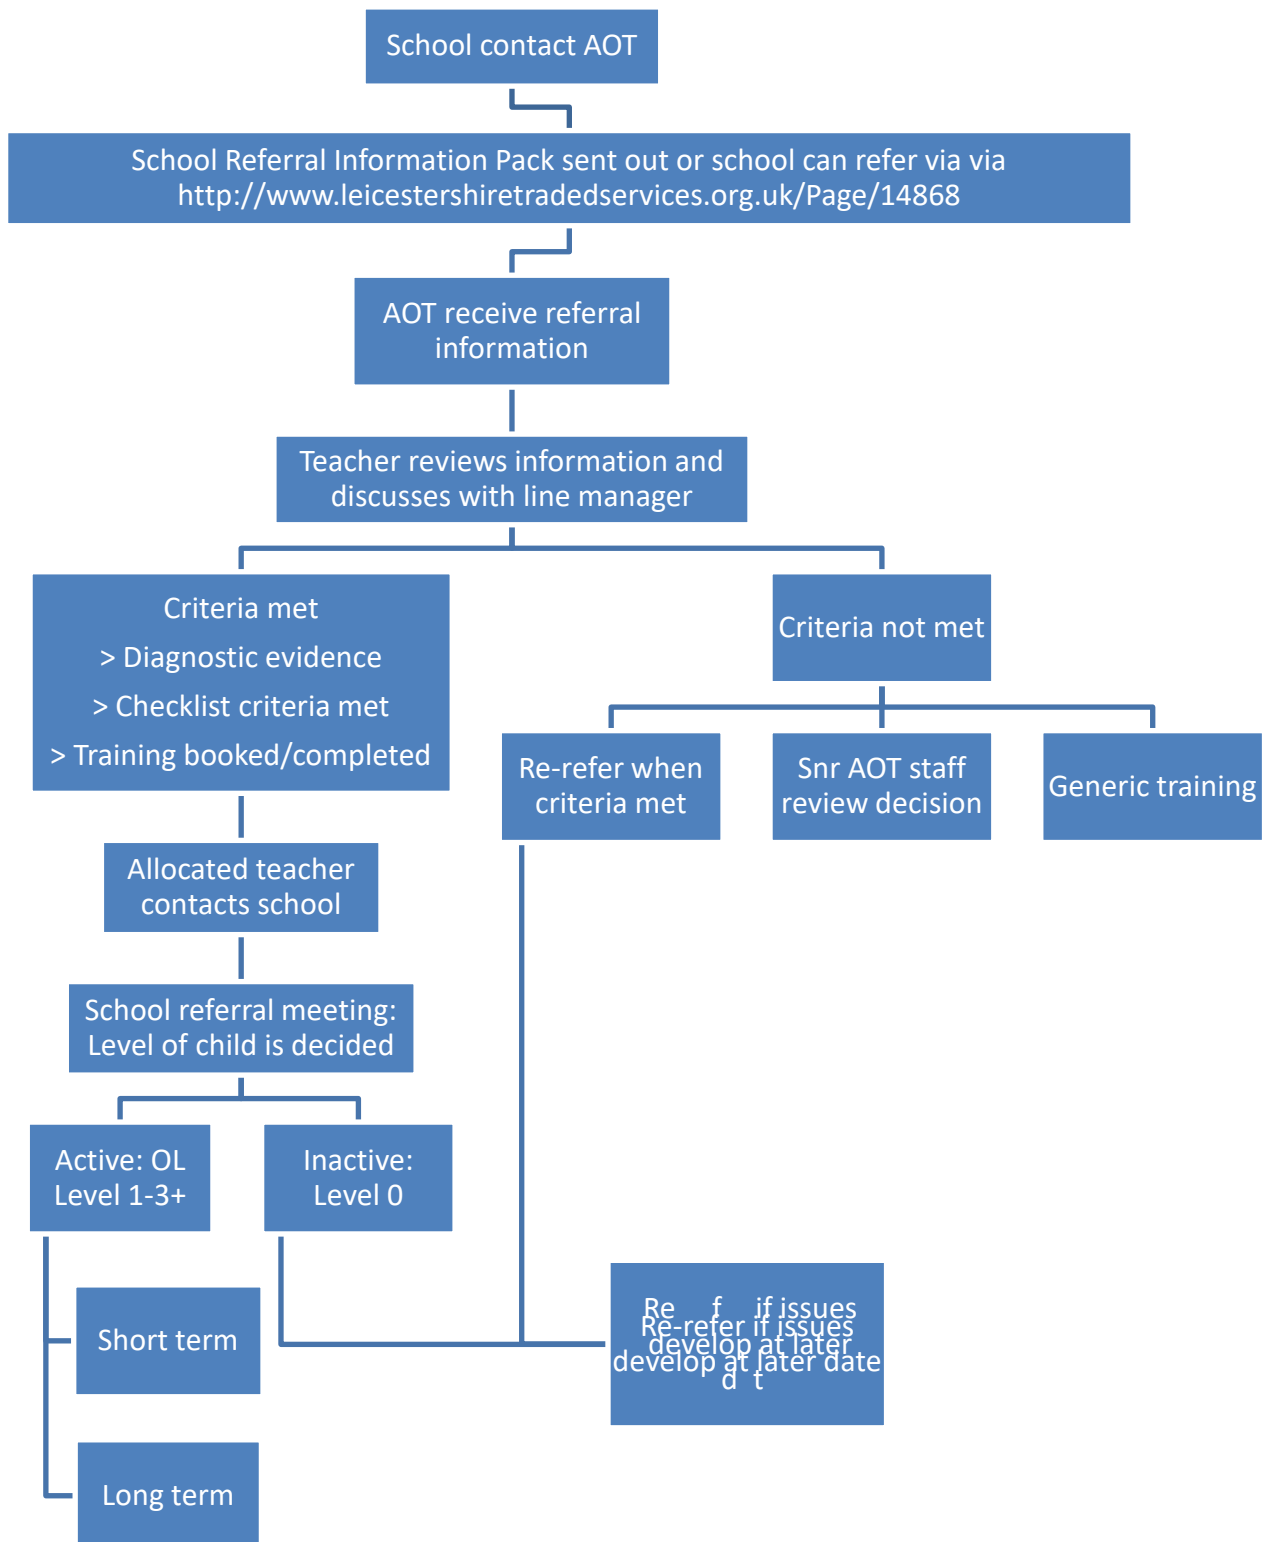 School contact AOT
School Referral Information Pack sent out or school can refer via via
http://www.leicestershiretradedservices.org.uk/Page/14868
AOT receive referral
information
Teacher reviews information and
discusses with line manager
Criteria met
> Diagnostic evidence
> Checklist criteria met
> Training booked/completed
Criteria not met
Re-refer when
criteria met
Snr AOT staff
review decision
Generic training
Allocated teacher
contacts school
School referral meeting:
Level of child is decided
Active: OL
Level 1-3+
Inactive:
Level 0
Short term
Long term
Re-refer if issues
develop at later date